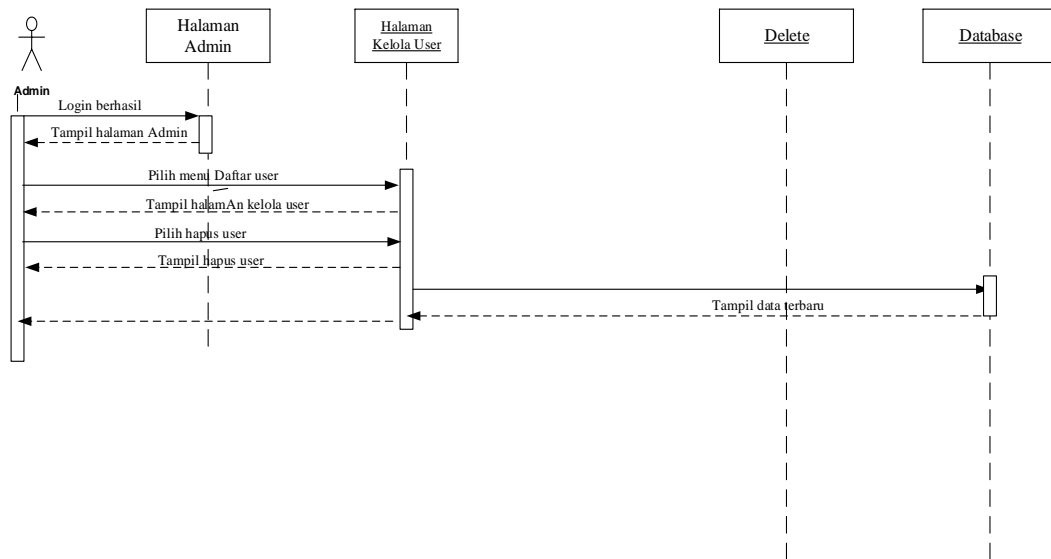 Halaman
Admin
Halaman
Kelola User
Delete
Database
Admin
Login berhasil
Tampil halaman Admin
Pilih menu Daftar user
Tampil halamAn kelola user
Pilih hapus user
Tampil hapus user
Tampil data terbaru